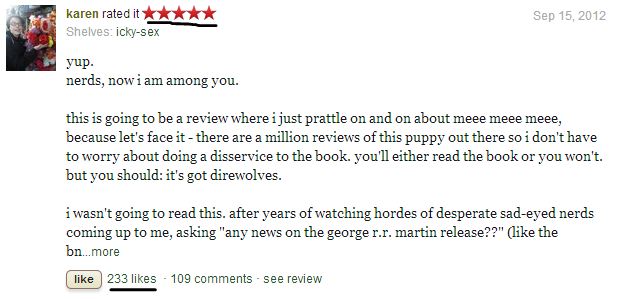 karen rated it ★★★★★
Sep 15, 2012
Shelves: icky-sex
yup.
nerds, now i am among you.
this is going to be a review where i just prattle on and on about meee meee meee,
because let's face it - there are a million reviews of this puppy out there so i don't have
to worry about doing a disservice to the book. you'll either read the book or you won't.
but you should: it's got direwolves.
i wasn't going to read this. after years of watching hordes of desperate sad-eyed nerds
coming up to me, asking "any news on the george r.r. martin release??" (like the
bn...more
like 233 likes · 109 comments · see review